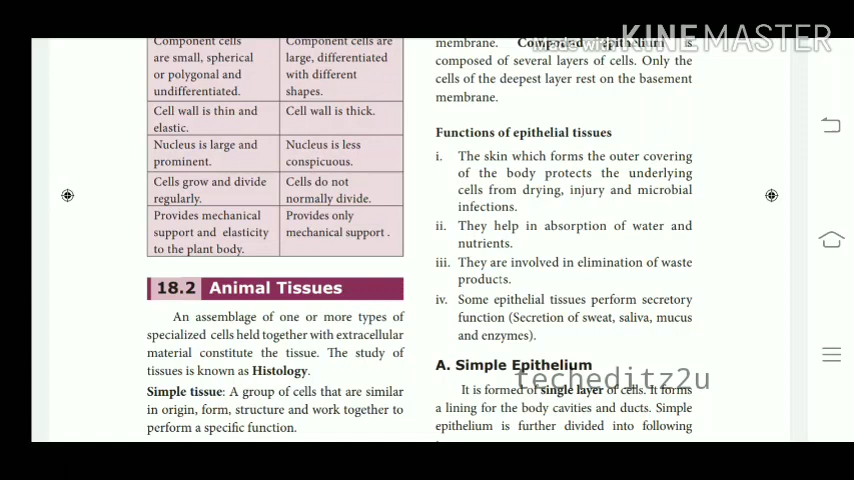 Component cells
are small, spherical
or polygonal and
undifferentiated.
Component cells are
large, differentiated
with different
shapes.
Cell wall is thin and
elastic.
Cell wall is thick.
Nucleus is large and
prominent.
Nucleus is less
conspicuous.
Cells grow and divide
regularly.
Cells do not
normally divide.
Provides mechanical
support and elasticity
to the plant body.
Provides only
mechanical support .
18.2 Animal Tissues
An assemblage of one or more types of
specialized cells held together with extracellular
material constitute the tissue. The study of
tissues is known as Histology.
Simple tissue: A group of cells that are similar
in origin, form, structure and work together to
perform a specific function.
membrane. Compound epithelium is
composed of several layers of cells. Only the
cells of the deepest layer rest on the basement
membrane.
Functions of epithelial tissues
i. The skin which forms the outer covering
of the body protects the underlying
cells from drying, injury and microbial
infections.
ii. They help in absorption of water and
nutrients.
iii. They are involved in elimination of waste
products.
iv. Some epithelial tissues perform secretory
function (Secretion of sweat, saliva, mucus
and enzymes).
A. Simple Epithelium
It is formed of single layer of cells. It forms
a lining for the body cavities and ducts. Simple
epithelium is further divided into following
made with KINEMASTER
techeditz2u